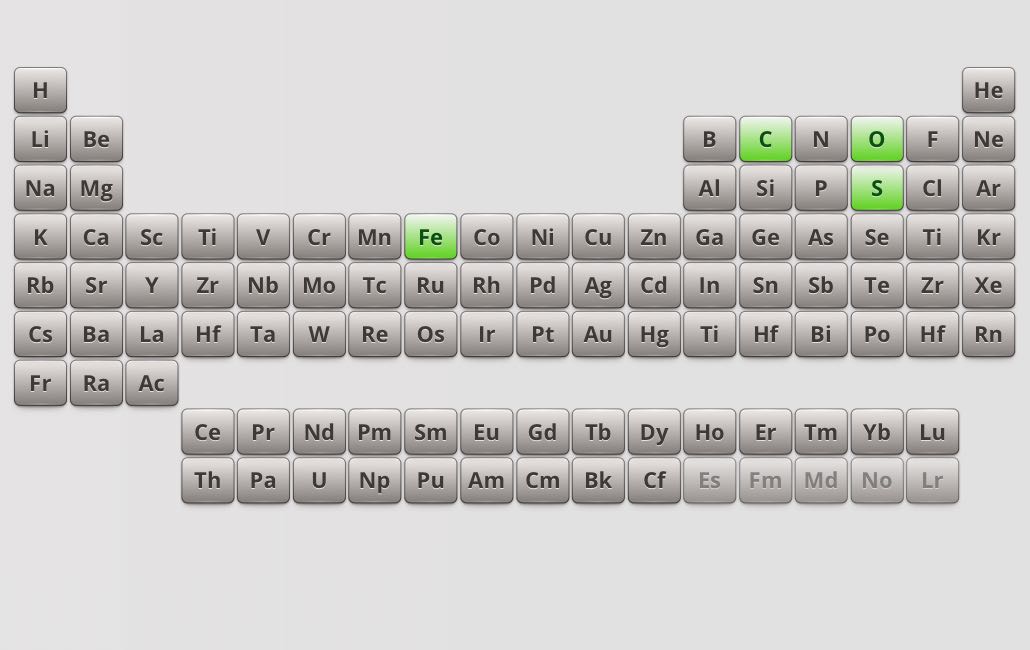 H He
Li Be B C N O F Ne
Na Mg Al Si P S Cl Ar
K Ca Sc Ti V Cr Mn Fe Co Ni Cu Zn Ga Ge As Se Ti Kr
Rb Sr Y Zr Nb Mo Tc Ru Rh Pd Ag Cd In Sn Sb Te Zr Xe
Cs Ba La Hf Ta W Re Os Ir Pt Au Hg Ti Hf Bi Po Hf Rn
Fr Ra Ac
Ce Pr Nd Pm Sm Eu Gd Tb Dy Ho Er Tm Yb Lu
Th Pa U Np Pu Am Cm Bk Cf Es Fm Md No Lr